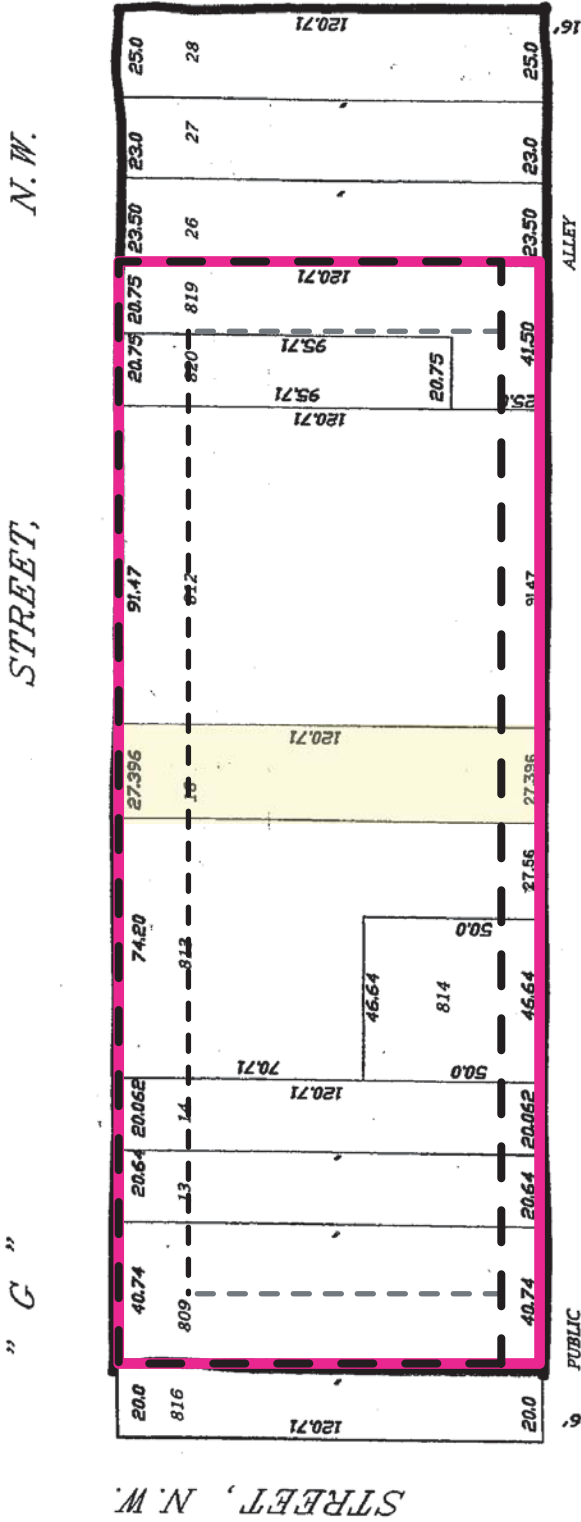 " G " STREET, N.W.
20.0 40.74 20.64 20.062 74.20 27.396 91.47 20.75 20.75 23.50 23.0 25.0
816 809 13 14 813 812 820 819 26 27 28
120.71 120.71 70.71 120.71 95.71 95.71 120.71 120.71 120.71
46.64 20.75
814
50.0 50.0
20.0 40.74 20.64 20.062 46.64 27.56 27.396 91.47 41.50 23.50 23.0 25.0
PUBLIC ALLEY 16'
STREET, N.W.